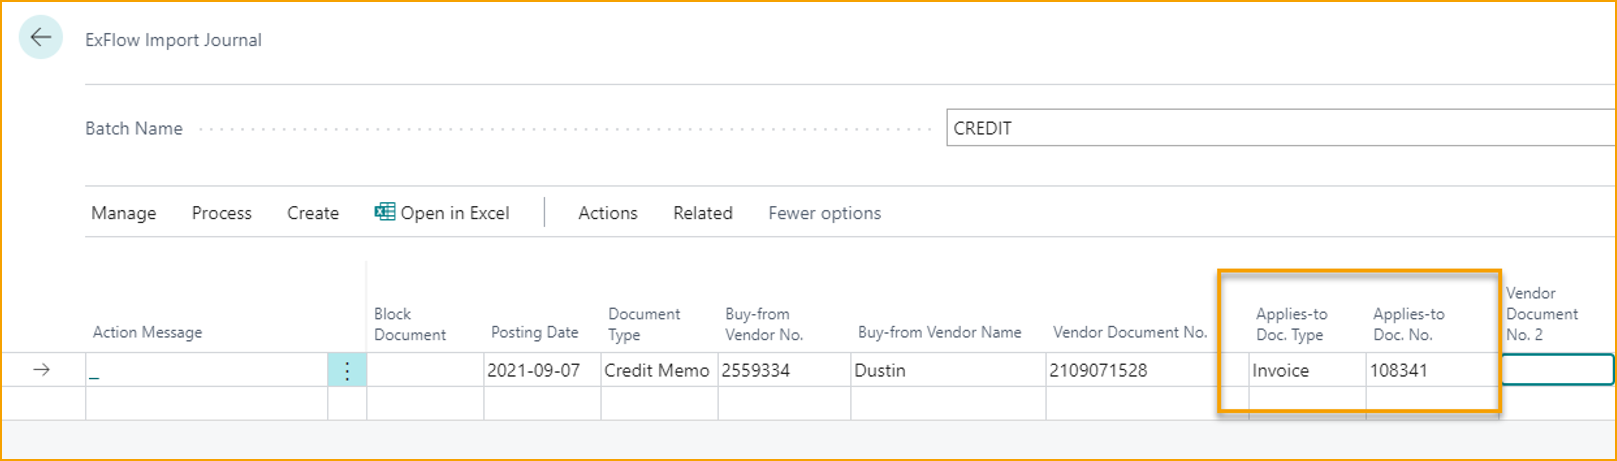 ExFlow Import Journal
Batch Name
CREDIT
Manage Process Create Open in Excel Actions Related Fewer options
Action Message
Block
Document
Posting Date
Document
Type
Buy-from
Vendor No.
Buy-from Vendor Name
Vendor Document No.
Applies-to
Doc. Type
Applies-to
Doc. No.
Vendor
Document
No. 2
_ 2021-09-07 Credit Memo 2559334 Dustin 2109071528 Invoice 108341